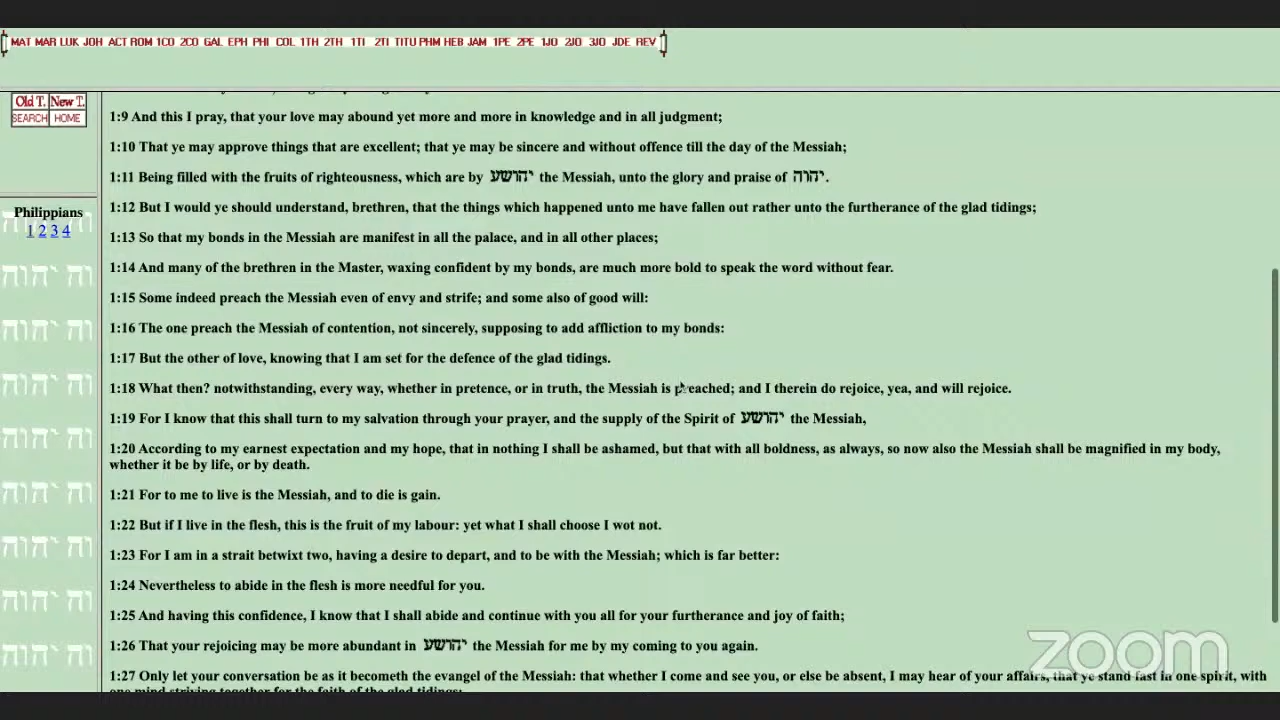 MAT MAR LUK JOH ACT ROM 1CO 2CO GAL EPH PHI COL 1TH 2TH 1TI 2TI TITU PHM HEB JAM 1PE 2PE 1JO 2JO 3JO JDE REV
Old T. New T.
SEARCH HOME
Philippians
1 2 3 4
1:9 And this I pray, that your love may abound yet more and more in knowledge and in all judgment;
1:10 That ye may approve things that are excellent; that ye may be sincere and without offence till the day of the Messiah;
1:11 Being filled with the fruits of righteousness, which are by יהושע the Messiah, unto the glory and praise of יהוה.
1:12 But I would ye should understand, brethren, that the things which happened unto me have fallen out rather unto the furtherance of the glad tidings;
1:13 So that my bonds in the Messiah are manifest in all the palace, and in all other places;
1:14 And many of the brethren in the Master, waxing confident by my bonds, are much more bold to speak the word without fear.
1:15 Some indeed preach the Messiah even of envy and strife; and some also of good will:
1:16 The one preach the Messiah of contention, not sincerely, supposing to add affliction to my bonds:
1:17 But the other of love, knowing that I am set for the defence of the glad tidings.
1:18 What then? notwithstanding, every way, whether in pretence, or in truth, the Messiah is preached; and I therein do rejoice, yea, and will rejoice.
1:19 For I know that this shall turn to my salvation through your prayer, and the supply of the Spirit of יהושע the Messiah,
1:20 According to my earnest expectation and my hope, that in nothing I shall be ashamed, but that with all boldness, as always, so now also the Messiah shall be magnified in my body,
whether it be by life, or by death.
1:21 For to me to live is the Messiah, and to die is gain.
1:22 But if I live in the flesh, this is the fruit of my labour: yet what I shall choose I wot not.
1:23 For I am in a strait betwixt two, having a desire to depart, and to be with the Messiah; which is far better:
1:24 Nevertheless to abide in the flesh is more needful for you.
1:25 And having this confidence, I know that I shall abide and continue with you all for your furtherance and joy of faith;
1:26 That your rejoicing may be more abundant in יהושע the Messiah for me by my coming to you again.
1:27 Only let your conversation be as it becometh the evangel of the Messiah: that whether I come and see you, or else be absent, I may hear of your affairs, that ye stand fast in one spirit, with
one mind striving together for the faith of the glad tidings;
zoom